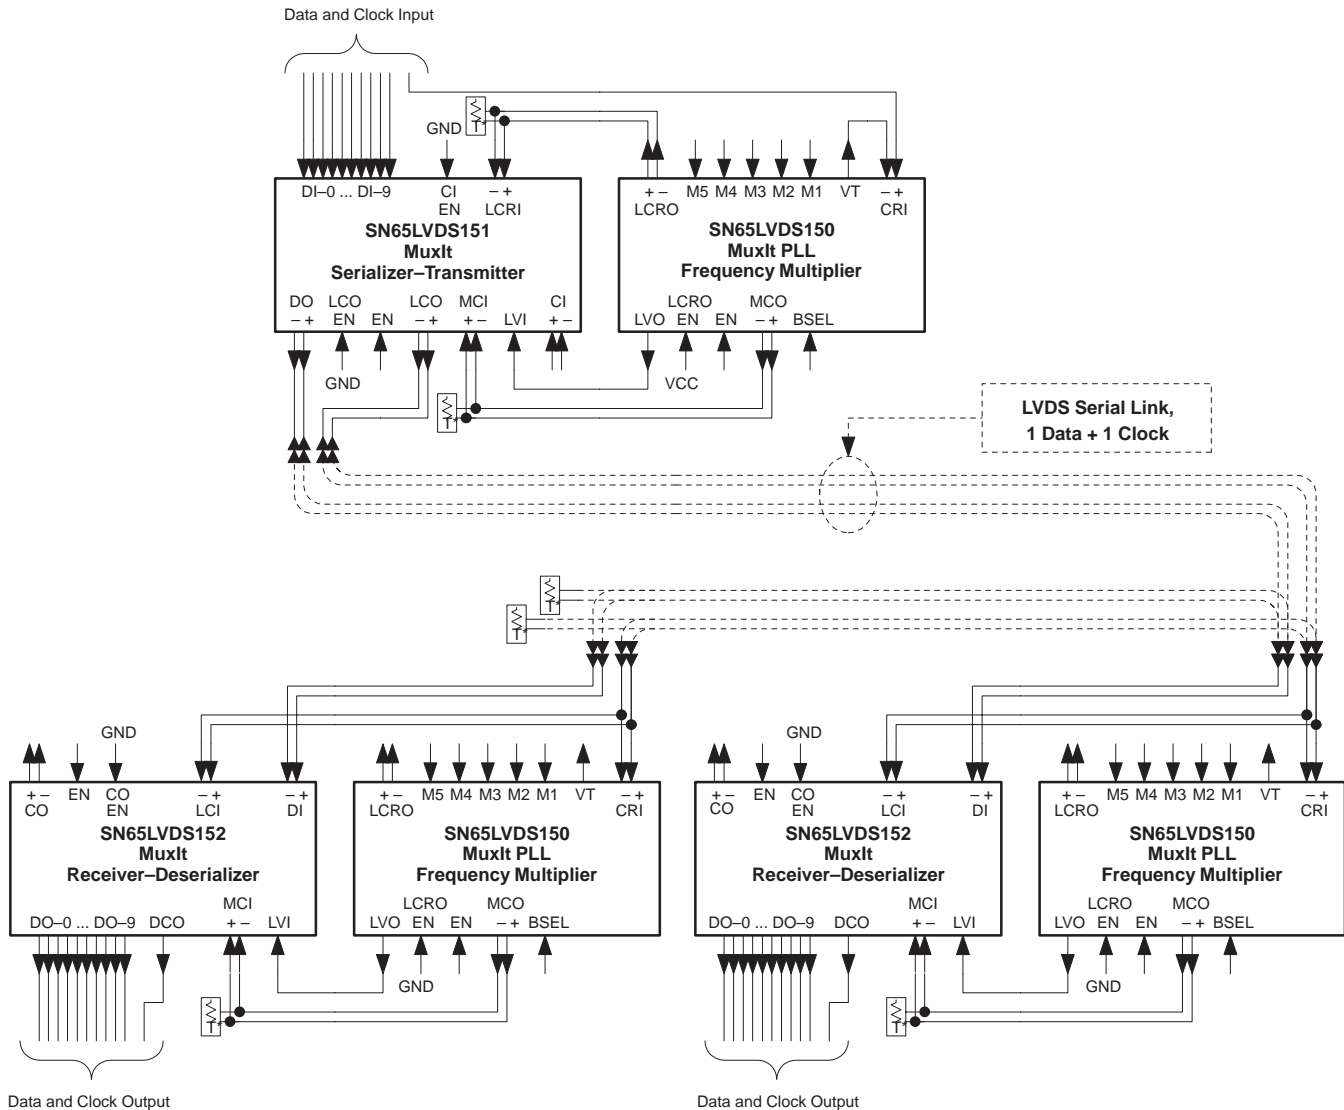 Data and Clock Input
GND
DI–0 ... DI–9 CI – + + – M5 M4 M3 M2 M1 VT – +
EN LCRI LCRO CRI
SN65LVDS151 SN65LVDS150
MuxIt MuxIt PLL
Serializer–Transmitter Frequency Multiplier
DO LCO LCO MCI CI LCRO MCO
– + EN EN – + + – LVI + – LVO EN EN – + BSEL
GND VCC
LVDS Serial Link,
1 Data + 1 Clock
GND GND
+ – EN CO – + – + + – M5 M4 M3 M2 M1 VT – + + – EN CO – + – + + – M5 M4 M3 M2 M1 VT – +
CO EN LCI DI LCRO CRI CO EN LCI DI LCRO CRI
SN65LVDS152 SN65LVDS150 SN65LVDS152 SN65LVDS150
MuxIt MuxIt PLL MuxIt MuxIt PLL
Receiver–Deserializer Frequency Multiplier Receiver–Deserializer Frequency Multiplier
MCI LCRO MCO MCI LCRO MCO
DO–0 ... DO–9 DCO + – LVI LVO EN EN – + BSEL DO–0 ... DO–9 DCO + – LVI LVO EN EN – + BSEL
GND GND
Data and Clock Output Data and Clock Output